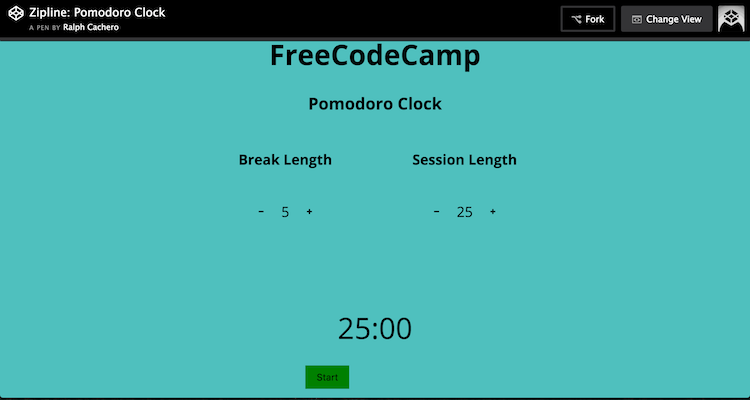 Zipline: Pomodoro Clock
A PEN BY Ralph Cachero
Fork
Change View
FreeCodeCamp
Pomodoro Clock
Break Length
Session Length
- 5 +
- 25 +
25:00
Start